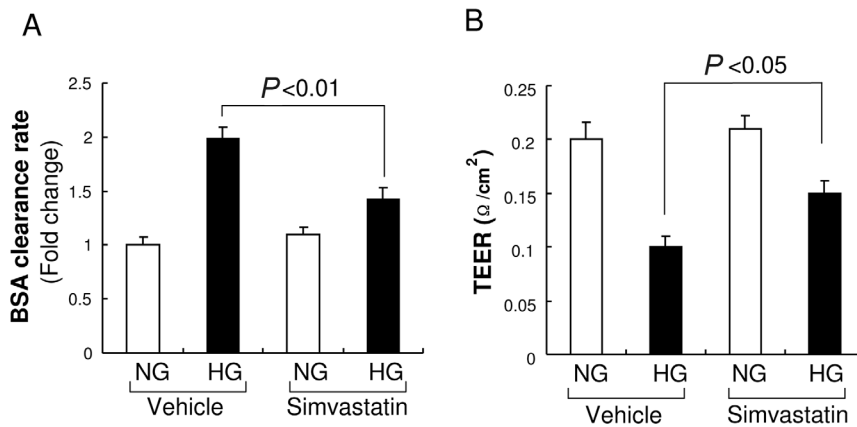 A
BSA clearance rate
(Fold change)
2.5
2
1.5
1
0.5
0
P<0.01
NG HG NG HG
Vehicle Simvastatin
B
TEER (Ω/cm²)
0.2
0.2
0.15
0.1
0.05
0
P<0.05
NG HG NG HG
Vehicle Simvastatin